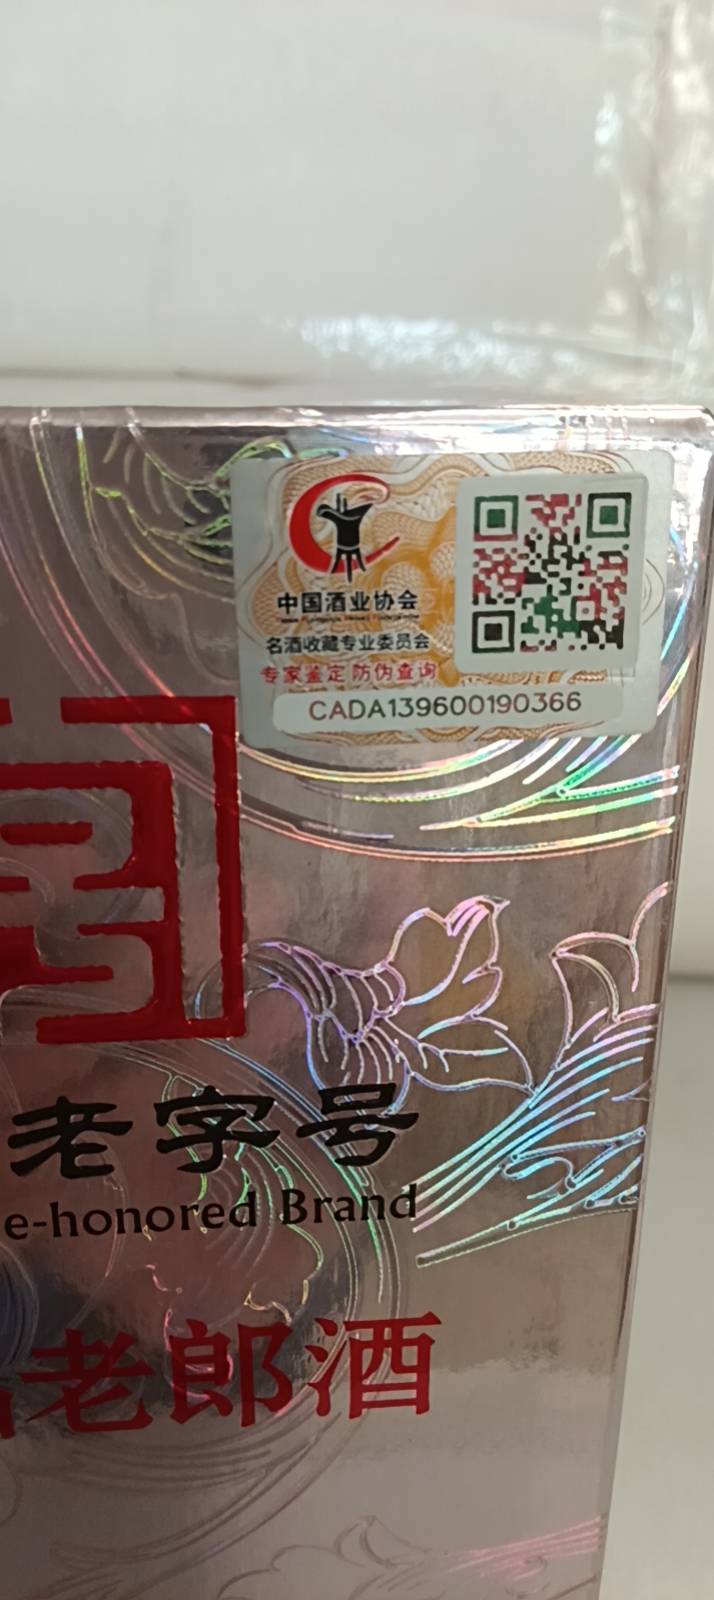 中国酒业协会
名酒收藏专业委员会
专家鉴定 防伪查询
CADA139600190366
老字号
e-honored Brand
老郎酒